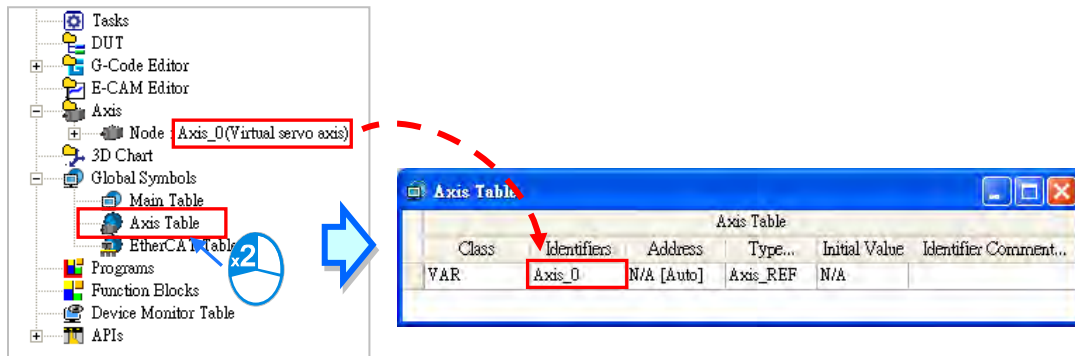 Tasks
DUT
G-Code Editor
E-CAM Editor
Axis
Node : Axis_0(Virtual servo axis)
3D Chart
Global Symbols
Main Table
Axis Table
EtherCAT Table
x2
Programs
Function Blocks
Device Monitor Table
APIs
Axis Table
Axis Table
Class Identifiers Address Type... Initial Value Identifier Comment...
VAR Axis_0 N/A [Auto] Axis_REF N/A